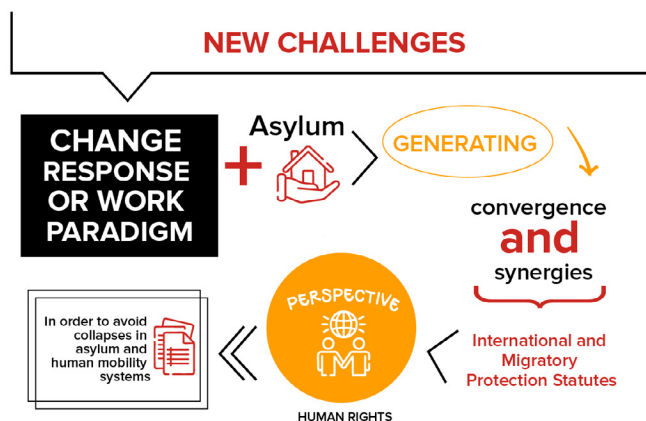 NEW CHALLENGES
CHANGE
RESPONSE
OR WORK
PARADIGM
+
Asylum
GENERATING
convergence
and
synergies
International and
Migratory
Protection Statutes
PERSPECTIVE
HUMAN RIGHTS
In order to avoid
collapses in
asylum and
human mobility
systems